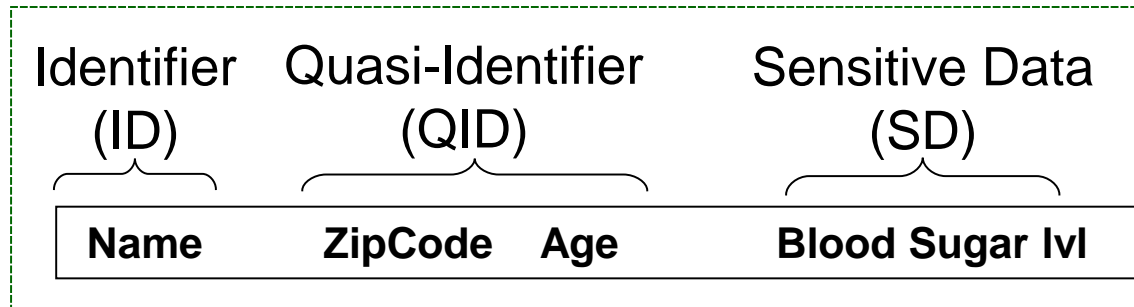 Identifier Quasi-Identifier Sensitive Data
(ID) (QID) (SD)
Name ZipCode Age Blood Sugar lvl